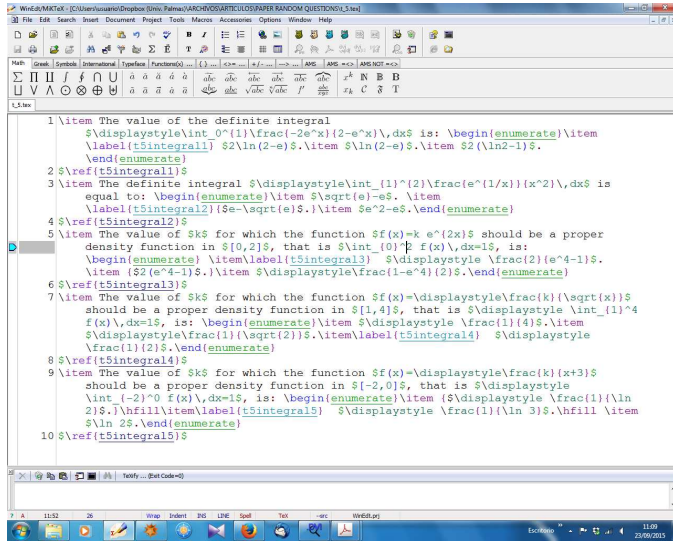 WinEdt/MiKTeX - [C:\Users\usuario\Dropbox (Univ. Palmas)\ARCHIVOS\ARTICULOS\PAPER RANDOM QUESTIONS\t_5.tex]
File Edit Search Insert Document Project Tools Macros Accessories Options Window Help
Math Greek Symbols International Typeface Functions(x) ... { } ... <>= ... +/- ... ---> ... AMS AMS =<> AMS NOT =<>
t_5.tex
1 \item The value of the definite integral
$\displaystyle\int_0^{1}\frac{-2e^x}{2-e^x}\,dx$ is: \begin{enumerate}\item
\label{t5integral1} $2\ln(2-e)$.\item $\ln(2-e)$.\item $2(\ln2-1)$.
\end{enumerate}
2 $\ref{t5integral1}$
3 \item The definite integral $\displaystyle\int_{1}^{2}\frac{e^{1/x}}{x^2}\,dx$ is
equal to: \begin{enumerate}\item $\sqrt{e}-e$. \item
\label{t5integral2}{$e-\sqrt{e}$.}\item $e^2-e$.\end{enumerate}
4 $\ref{t5integral2}$
5 \item The value of $k$ for which the function $f(x)=k e^{2x}$ should be a proper
density function in $[0,2]$, that is $\int_{0}^2 f(x)\,dx=1$, is:
\begin{enumerate} \item\label{t5integral3} $\displaystyle \frac{2}{e^4-1}$.
\item {$2(e^4-1)$.}\item $\displaystyle\frac{1-e^4}{2}$.\end{enumerate}
6 $\ref{t5integral3}$
7 \item The value of $k$ for which the function $f(x)=\displaystyle\frac{k}{\sqrt{x}}$
should be a proper density function in $[1,4]$, that is $\displaystyle \int_{1}^4
f(x)\,dx=1$, is: \begin{enumerate}\item $\displaystyle \frac{1}{4}$.\item
$\displaystyle\frac{1}{\sqrt{2}}$.\item\label{t5integral4} $\displaystyle
\frac{1}{2}$.\end{enumerate}
8 $\ref{t5integral4}$
9 \item The value of $k$ for which the function $f(x)=\displaystyle\frac{k}{x+3}$
should be a proper density function in $[-2,0]$, that is $\displaystyle
\int_{-2}^0 f(x)\,dx=1$, is: \begin{enumerate}\item {$\displaystyle \frac{1}{\ln
2}$.}\hfill\item\label{t5integral5} $\displaystyle \frac{1}{\ln 3}$.\hfill \item
$\ln 2$.\end{enumerate}
10 $\ref{t5integral5}$
TeXify ... (Exit Code=0)
? A 11:52 26 Wrap Indent INS LINE Spell TeX --src WinEdt.prj
Escritorio
11:09
23/09/2015